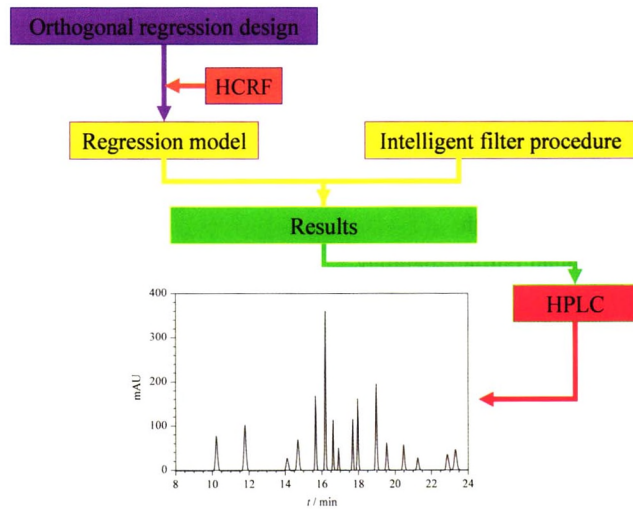 Orthogonal regression design
HCRF
Regression model
Intelligent filter procedure
Results
HPLC
400
300
200
100
0
mAU
8 10 12 14 16 18 20 22 24
t / min